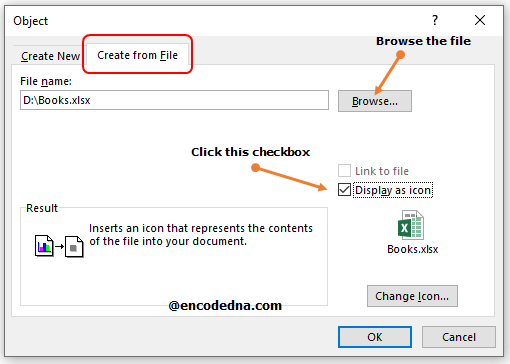 Object
Browse the file
Create New
Create from File
File name:
D:\Books.xlsx
Browse...
Click this checkbox
Link to file
Display as icon
Result
Inserts an icon that represents the contents
of the file into your document.
Books.xlsx
Change Icon...
@encodedna.com
OK
Cancel